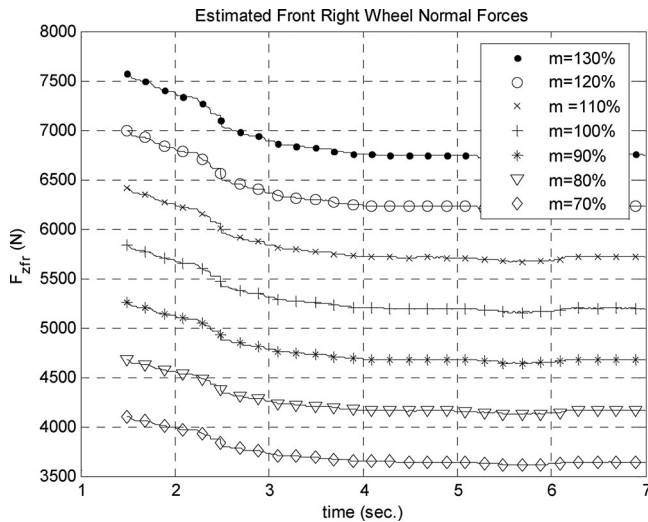 Estimated Front Right Wheel Normal Forces
8000
7500
7000
6500
6000
5500
5000
4500
4000
3500
F_zfr (N)
m=130%
m=120%
m =110%
m=100%
m=90%
m=80%
m=70%
1 2 3 4 5 6 7
time (sec.)